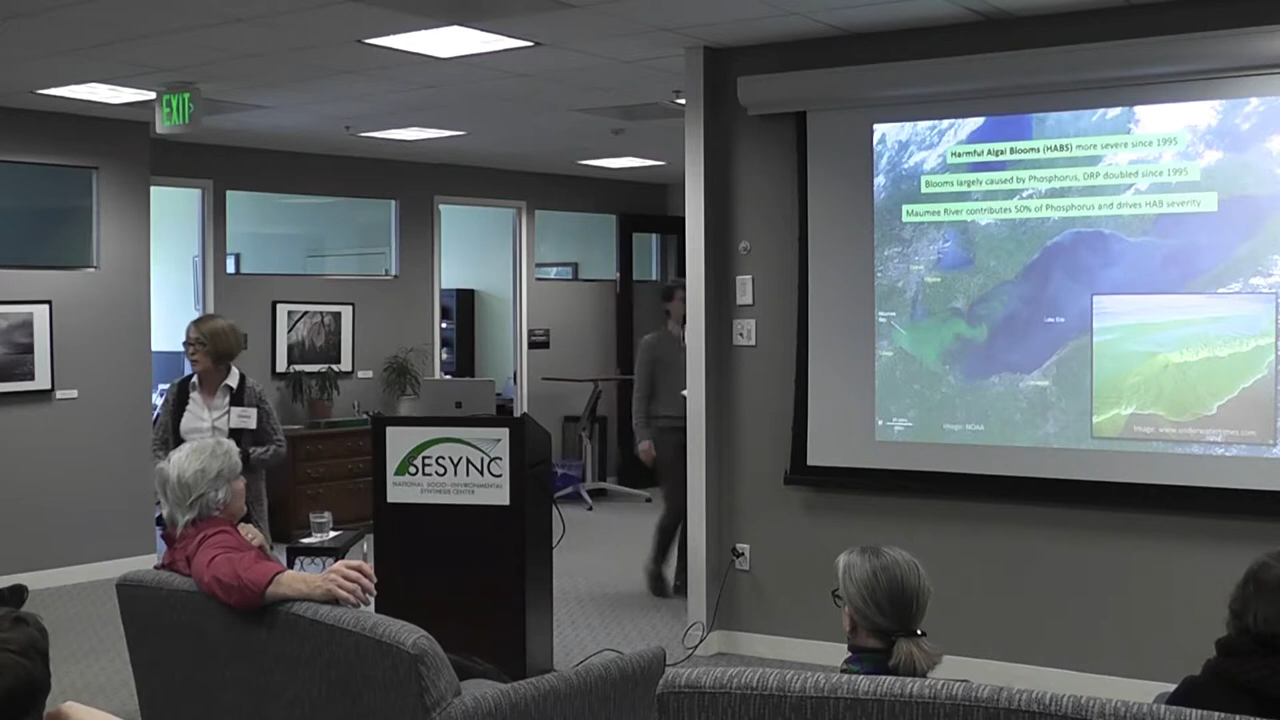 EXIT
Harmful Algal Blooms (HABS) more severe since 1995
Blooms largely caused by Phosphorus, DRP doubled since 1995
Maumee River contributes 50% of Phosphorus and drives HAB severity
Lake Erie
Image: NOAA
Image: www.underwatertimes.com
SESYNC
NATIONAL SOCIO-ENVIRONMENTAL
SYNTHESIS CENTER